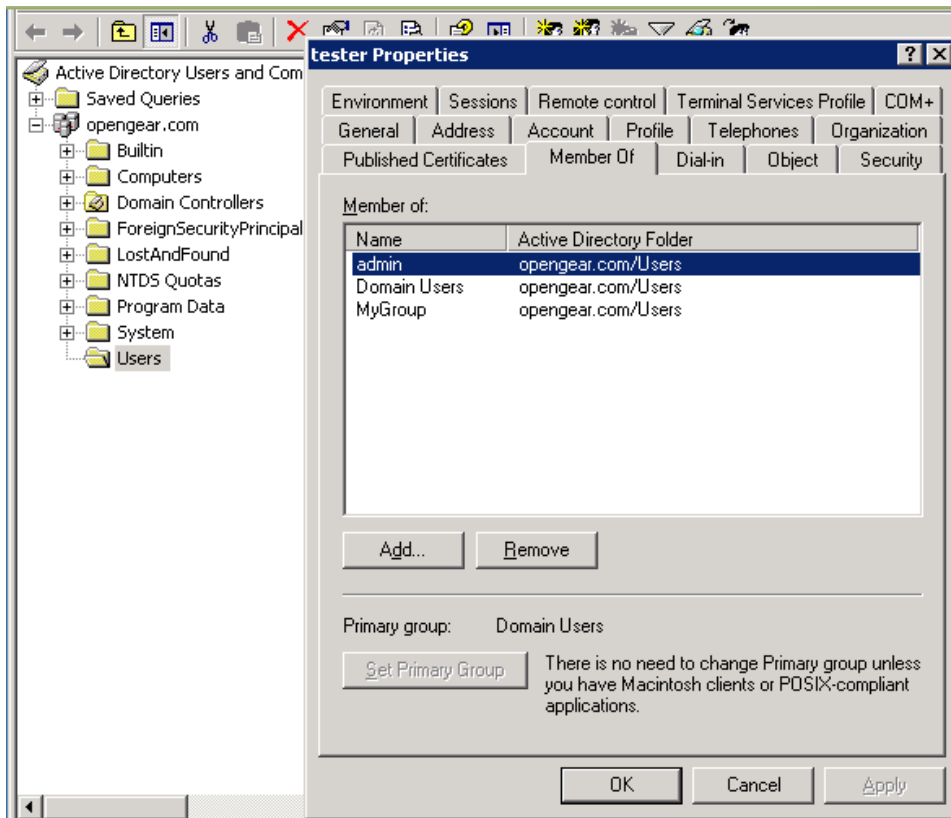 tester Properties
Active Directory Users and Com
Saved Queries
opengear.com
Builtin
Computers
Domain Controllers
ForeignSecurityPrincipal
LostAndFound
NTDS Quotas
Program Data
System
Users
Environment Sessions Remote control Terminal Services Profile COM+
General Address Account Profile Telephones Organization
Published Certificates Member Of Dial-in Object Security
Member of:
Name Active Directory Folder
admin opengear.com/Users
Domain Users opengear.com/Users
MyGroup opengear.com/Users
Add... Remove
Primary group: Domain Users
Set Primary Group
There is no need to change Primary group unless
you have Macintosh clients or POSIX-compliant
applications.
OK Cancel Apply